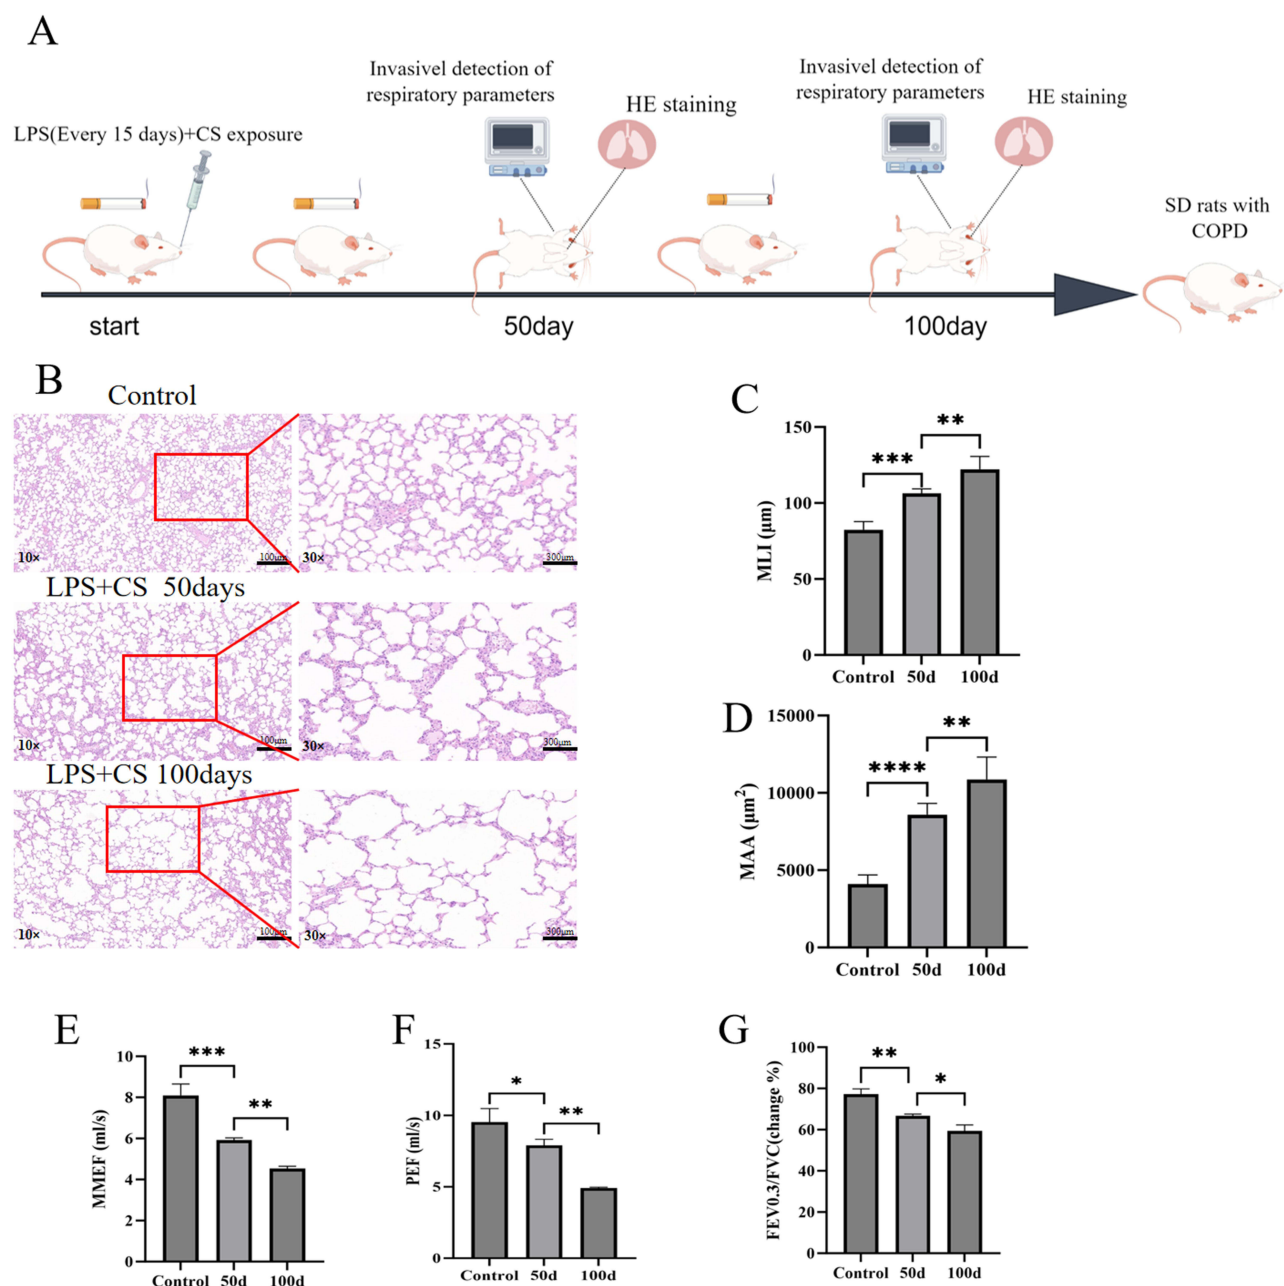 A
Invasivel detection of
respiratory parameters
HE staining
Invasivel detection of
respiratory parameters
HE staining
LPS(Every 15 days)+CS exposure
SD rats with
COPD
start
50day
100day
B
Control
10×
100μm
30×
300μm
LPS+CS 50days
10×
100μm
30×
300μm
LPS+CS 100days
10×
100μm
30×
300μm
C
MLI (μm)
150
100
50
0
***
**
Control 50d 100d
D
MAA (μm²)
15000
10000
5000
0
****
**
Control 50d 100d
E
MMEF (ml/s)
10
8
6
4
2
0
***
**
Control 50d 100d
F
PEF (ml/s)
15
10
5
0
*
**
Control 50d 100d
G
FEV0.3/FVC(change %)
100
80
60
40
20
0
**
*
Control 50d 100d